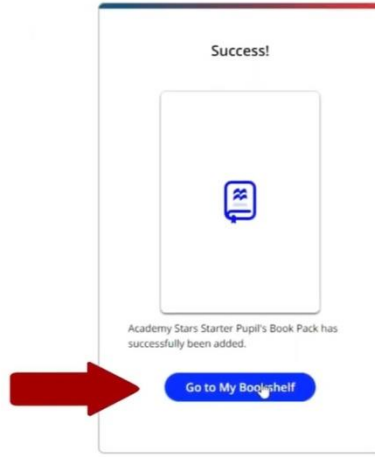 Success!
Academy Stars Starter Pupil's Book Pack has
successfully been added.
Go to My Bookshelf